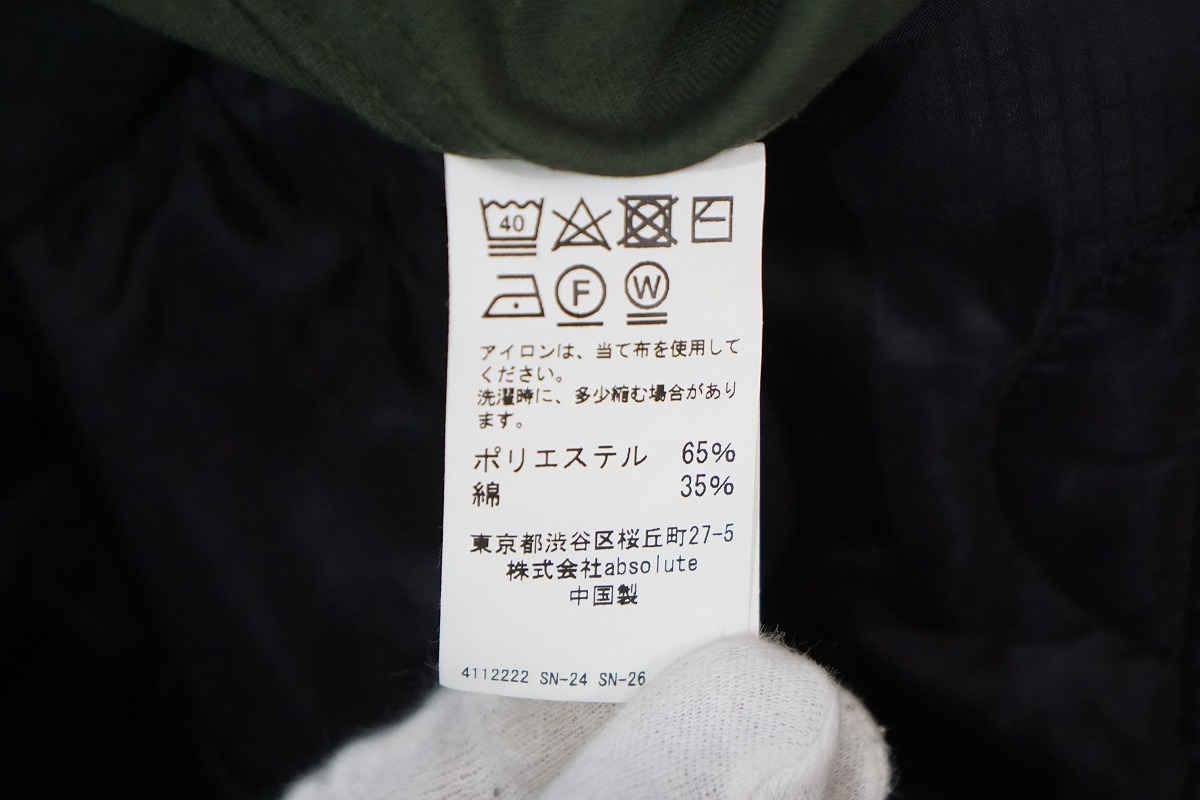 40
F W
アイロンは、当て布を使用して
ください。
洗濯時に、多少縮む場合があり
ます。
ポリエステル 65%
綿 35%
東京都渋谷区桜丘町27-5
株式会社absolute
中国製
4112222 SN-24 SN-26